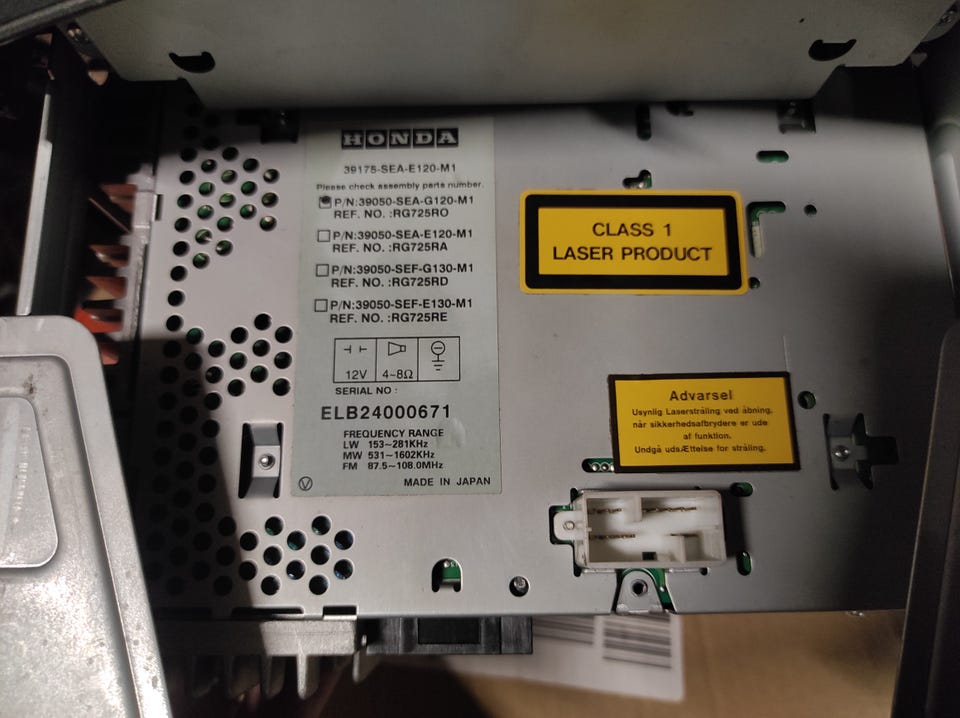 HONDA
39175-SEA-E120-M1
Please check assembly parts number.
P/N:39050-SEA-G120-M1
REF. NO. :RG725RO
P/N:39050-SEA-E120-M1
REF. NO. :RG725RA
P/N:39050-SEF-G130-M1
REF. NO. :RG725RD
P/N:39050-SEF-E130-M1
REF. NO. :RG725RE
12V 4~8Ω
SERIAL NO :
ELB24000671
FREQUENCY RANGE
LW 153~281KHz
MW 531~1602KHz
FM 87.5~108.0MHz
V MADE IN JAPAN
CLASS 1
LASER PRODUCT
Advarsel
Usynlig Laserstråling ved åbning,
når sikkerhedsafbrydere er ude
af funktion.
Undgå udsÆttelse for stråling.